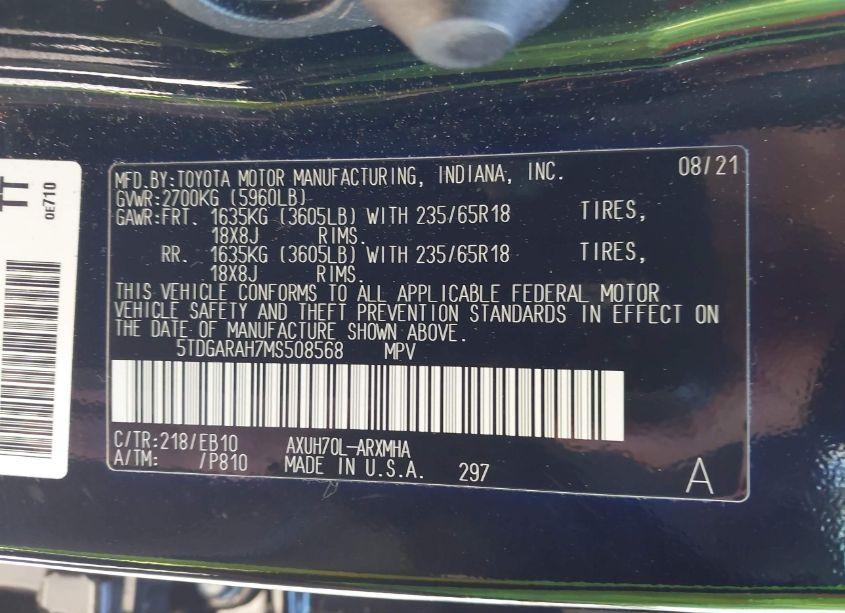 TT
0E710
MFD.BY:TOYOTA MOTOR MANUFACTURING, INDIANA, INC. 08/21
GVWR:2700KG (5960LB)
GAWR:FRT. 1635KG (3605LB) WITH 235/65R18 TIRES,
18X8J RIMS.
RR. 1635KG (3605LB) WITH 235/65R18 TIRES,
18X8J RIMS.
THIS VEHICLE CONFORMS TO ALL APPLICABLE FEDERAL MOTOR
VEHICLE SAFETY AND THEFT PREVENTION STANDARDS IN EFFECT ON
THE DATE OF MANUFACTURE SHOWN ABOVE.
5TDGARAH7MS508568 MPV
C/TR:218/EB10 AXUH70L-ARXMHA
A/TM: /P810 MADE IN U.S.A. 297 A